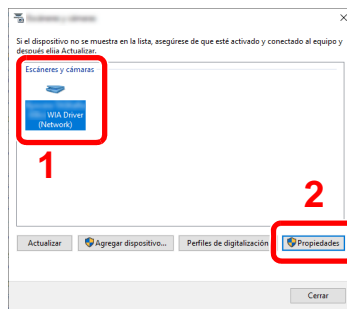 Si el dispositivo no se muestra en la lista, asegúrese de que esté activado y conectado al equipo y
después elija Actualizar.
Escáneres y cámaras
WIA Driver
(Network)
1
2
Actualizar
Agregar dispositivo...
Perfiles de digitalización
Propiedades
Cerrar